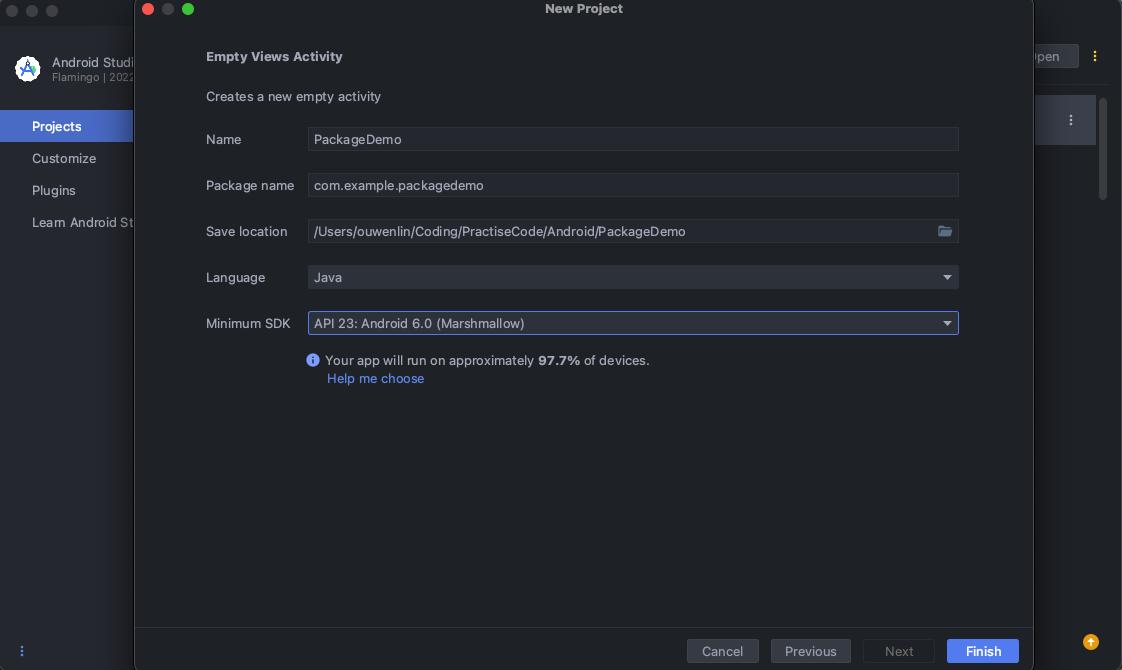 New Project
Android Studi
Flamingo | 2022
Projects
Customize
Plugins
Learn Android St
Empty Views Activity
Creates a new empty activity
Name PackageDemo
Package name com.example.packagedemo
Save location /Users/ouwenlin/Coding/PractiseCode/Android/PackageDemo
Language Java
Minimum SDK API 23: Android 6.0 (Marshmallow)
Your app will run on approximately 97.7% of devices.
Help me choose
pen
Cancel Previous Next Finish